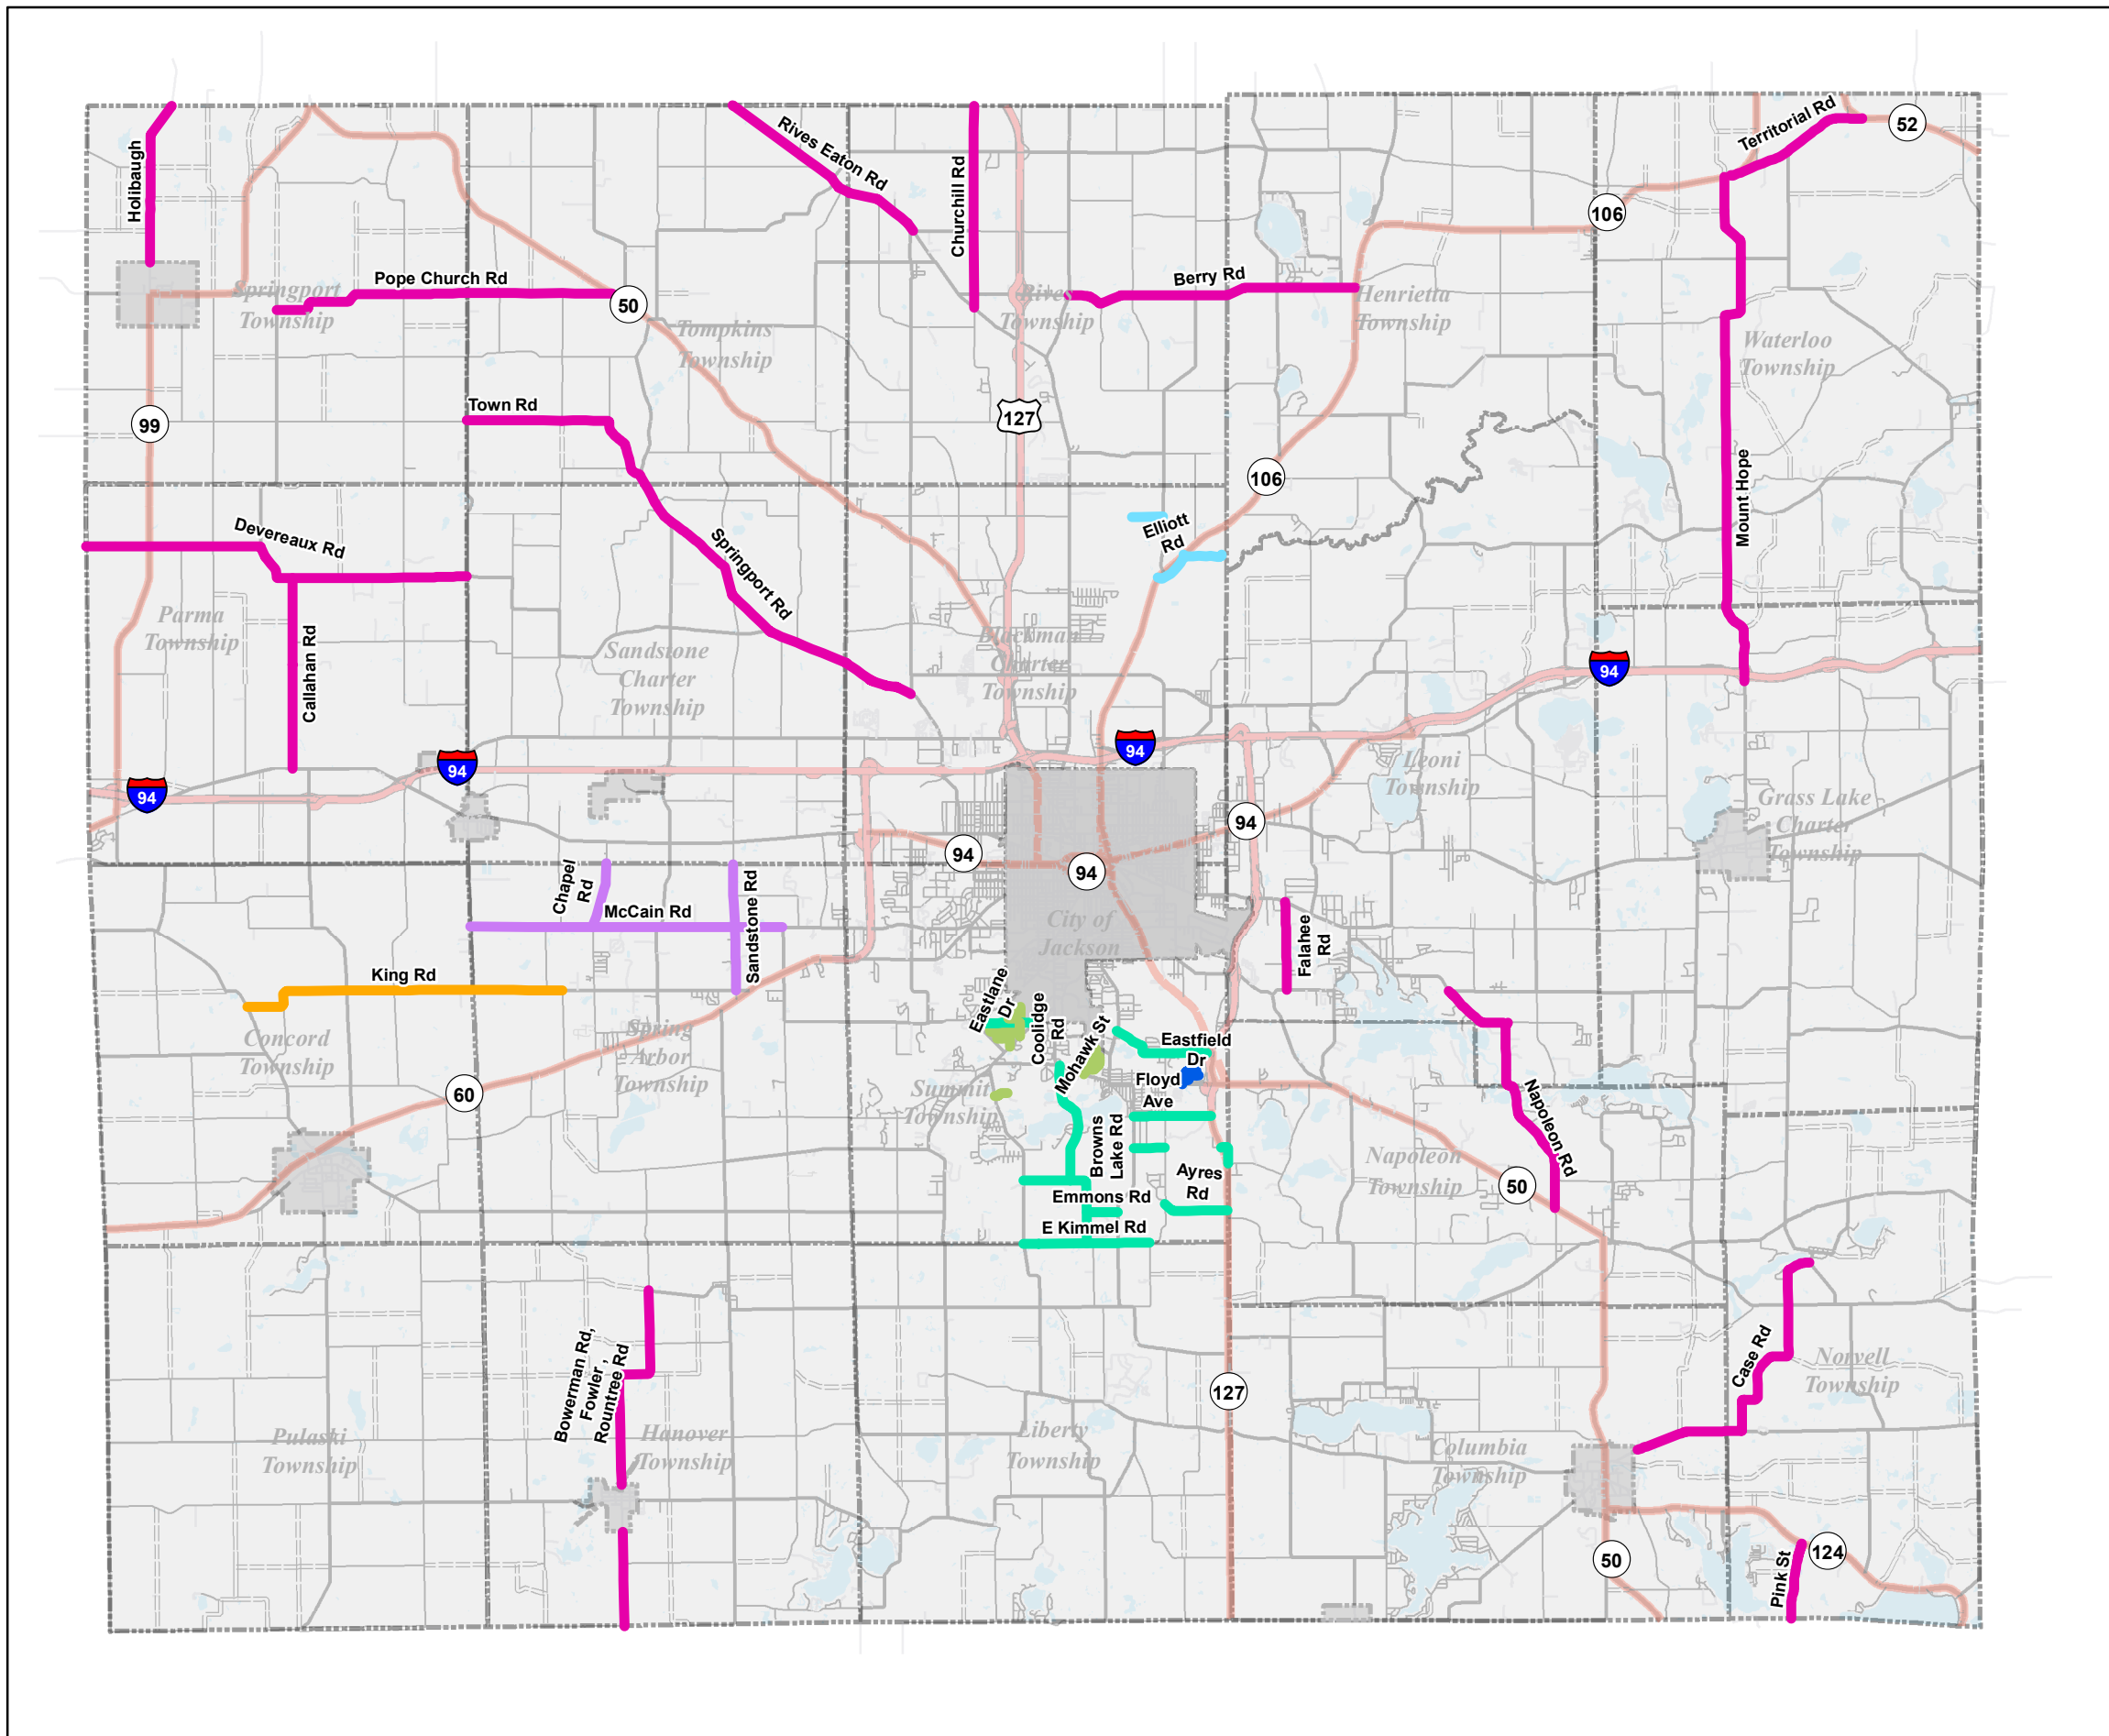 Territorial Rd
52
Rives Eaton Rd
Holibaugh
Churchill Rd
106
Pope Church Rd
Berry Rd
Springport
Township
50
Rives
Township
Henrietta
Township
Tompkins
Township
Waterloo
Township
Town Rd
99
127
106
Mount Hope
Devereaux Rd
Elliott
Rd
Springport Rd
Parma
Township
Callahan Rd
Sandstone
Charter
Township
Blackman
Charter
Township
94
94
94
94
Leoni
Township
Grass Lake
Charter
Township
94
94
94
Chapel
Rd
McCain Rd
Sandstone Rd
City of
Jackson
Falahee
Rd
King Rd
Eastlane
Dr
Coolidge
Rd
Mohawk St
Eastfield
Dr
Concord
Township
Spring
Arbor
Township
60
Summit
Township
Floyd
Ave
Napoleon Rd
Browns
Lake Rd
Ayres
Rd
Napoleon
Township
50
Emmons Rd
E Kimmel Rd
Bowerman Rd,
Fowler,
Rountree Rd
Case Rd
Norvell
Township
127
Pulaski
Township
Hanover
Township
Liberty
Township
Columbia
Township
50
124
Pink St